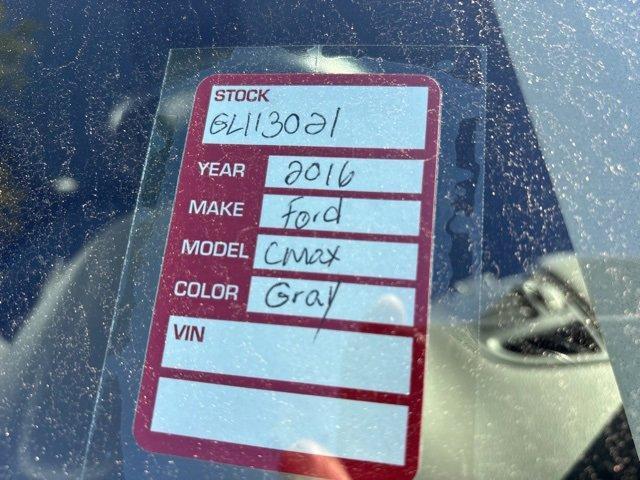 STOCK
GL113021
YEAR 2016
MAKE Ford
MODEL Cmax
COLOR Gray
VIN